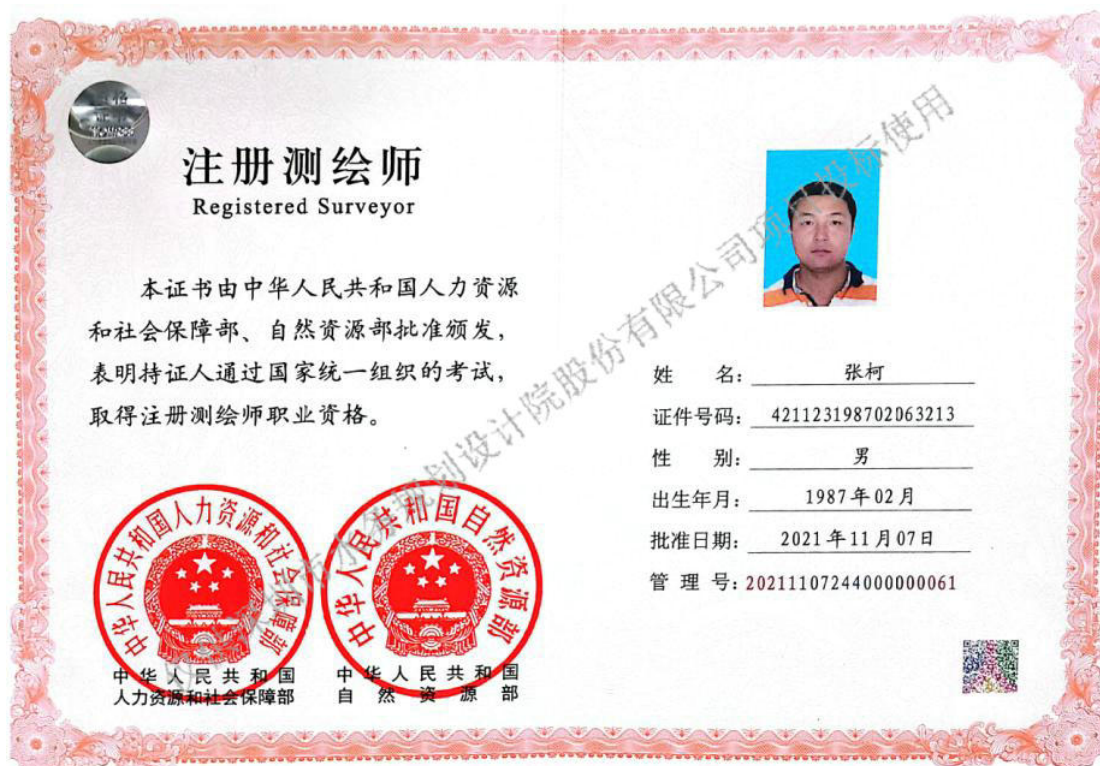 注册测绘师
Registered Surveyor
本证书由中华人民共和国人力资源
和社会保障部、自然资源部批准颁发，
表明持证人通过国家统一组织的考试，
取得注册测绘师职业资格。
中华人民共和国人力资源和社会保障部
中华人民共和国自然资源部
中华人民共和国
人力资源和社会保障部
中华人民共和国
自然资源部
姓名：张柯
证件号码：421123198702063213
性别：男
出生年月：1987年02月
批准日期：2021年11月07日
管理号：20211107244000000061
规划设计院股份有限公司项目投标使用